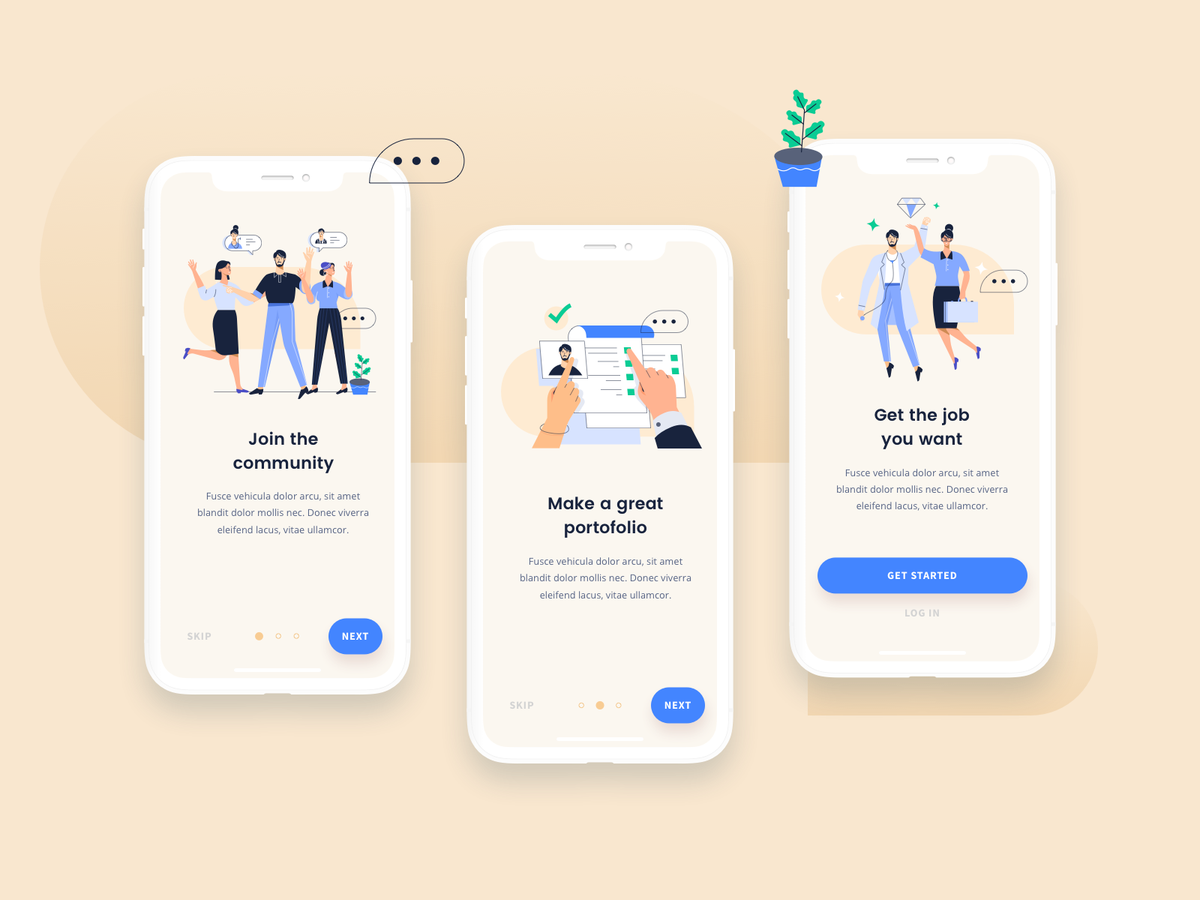 Join the
community
Fusce vehicula dolor arcu, sit amet
blandit dolor mollis nec. Donec viverra
eleifend lacus, vitae ullamcor.
SKIP
NEXT
Make a great
portofolio
Fusce vehicula dolor arcu, sit amet
blandit dolor mollis nec. Donec viverra
eleifend lacus, vitae ullamcor.
SKIP
NEXT
Get the job
you want
Fusce vehicula dolor arcu, sit amet
blandit dolor mollis nec. Donec viverra
eleifend lacus, vitae ullamcor.
GET STARTED
LOG IN